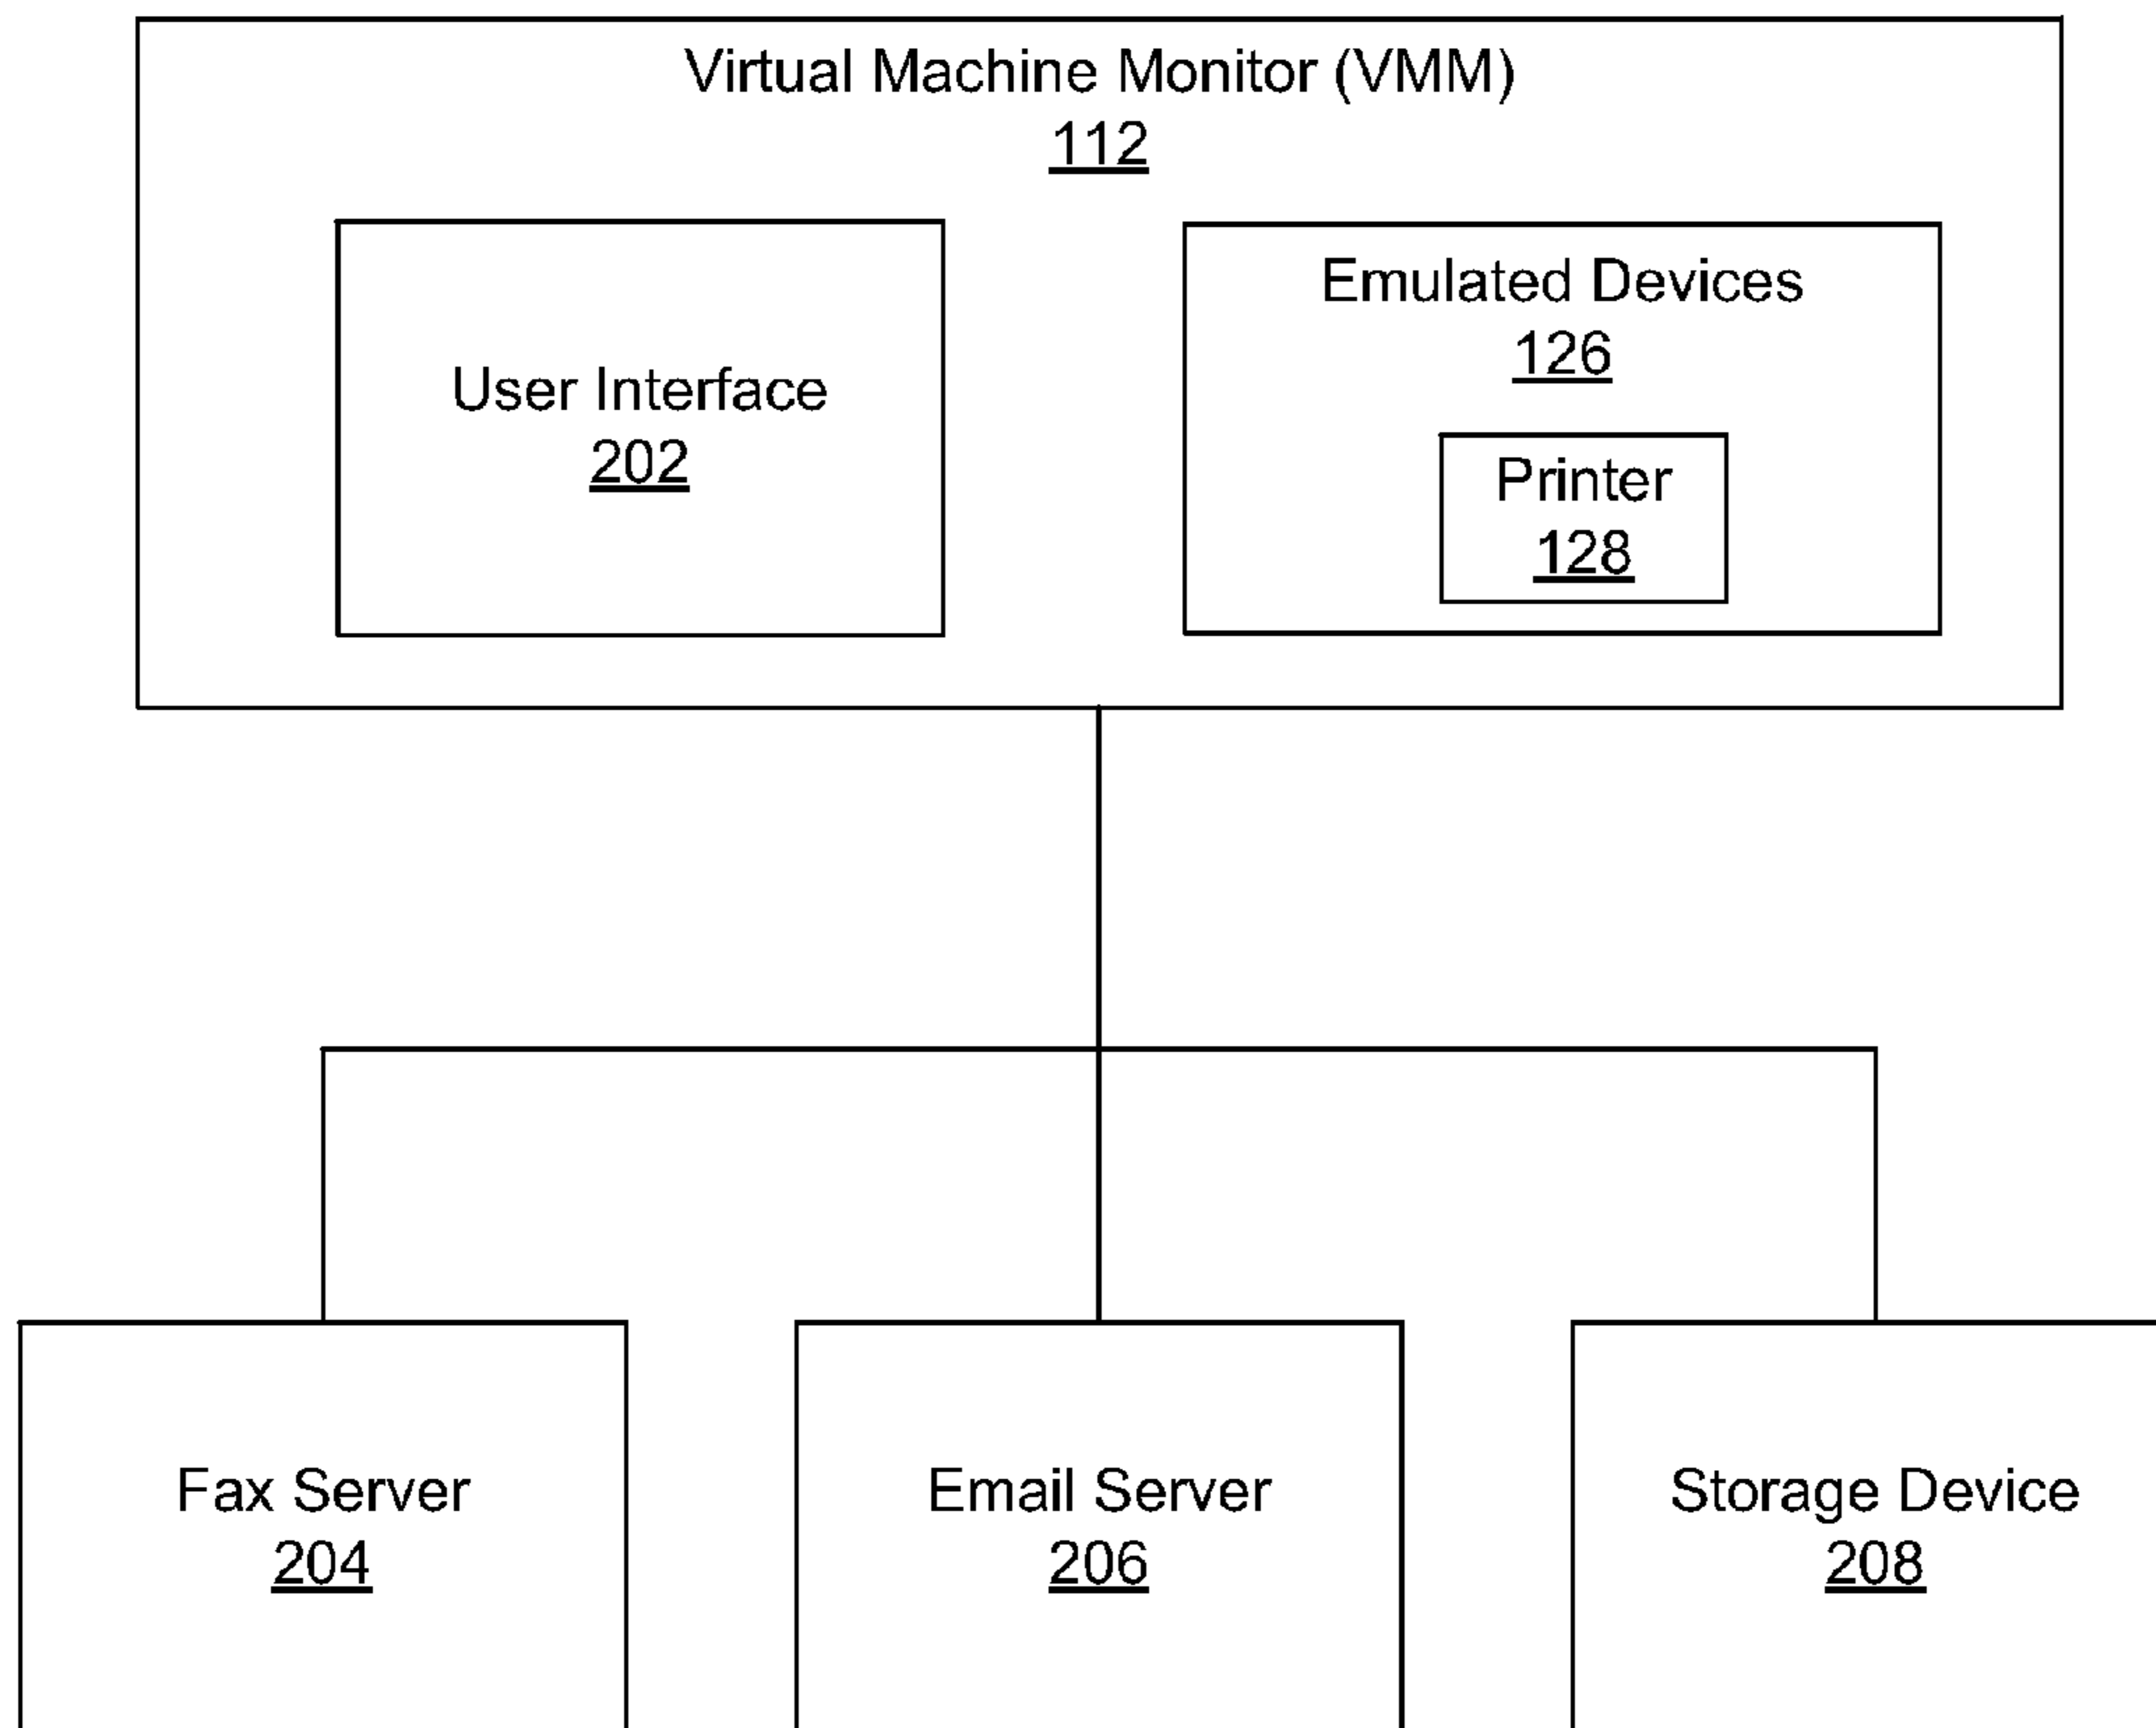 Virtual Machine Monitor (VMM)
112
User Interface
202
Emulated Devices
126
Printer
128
Fax Server
204
Email Server
206
Storage Device
208